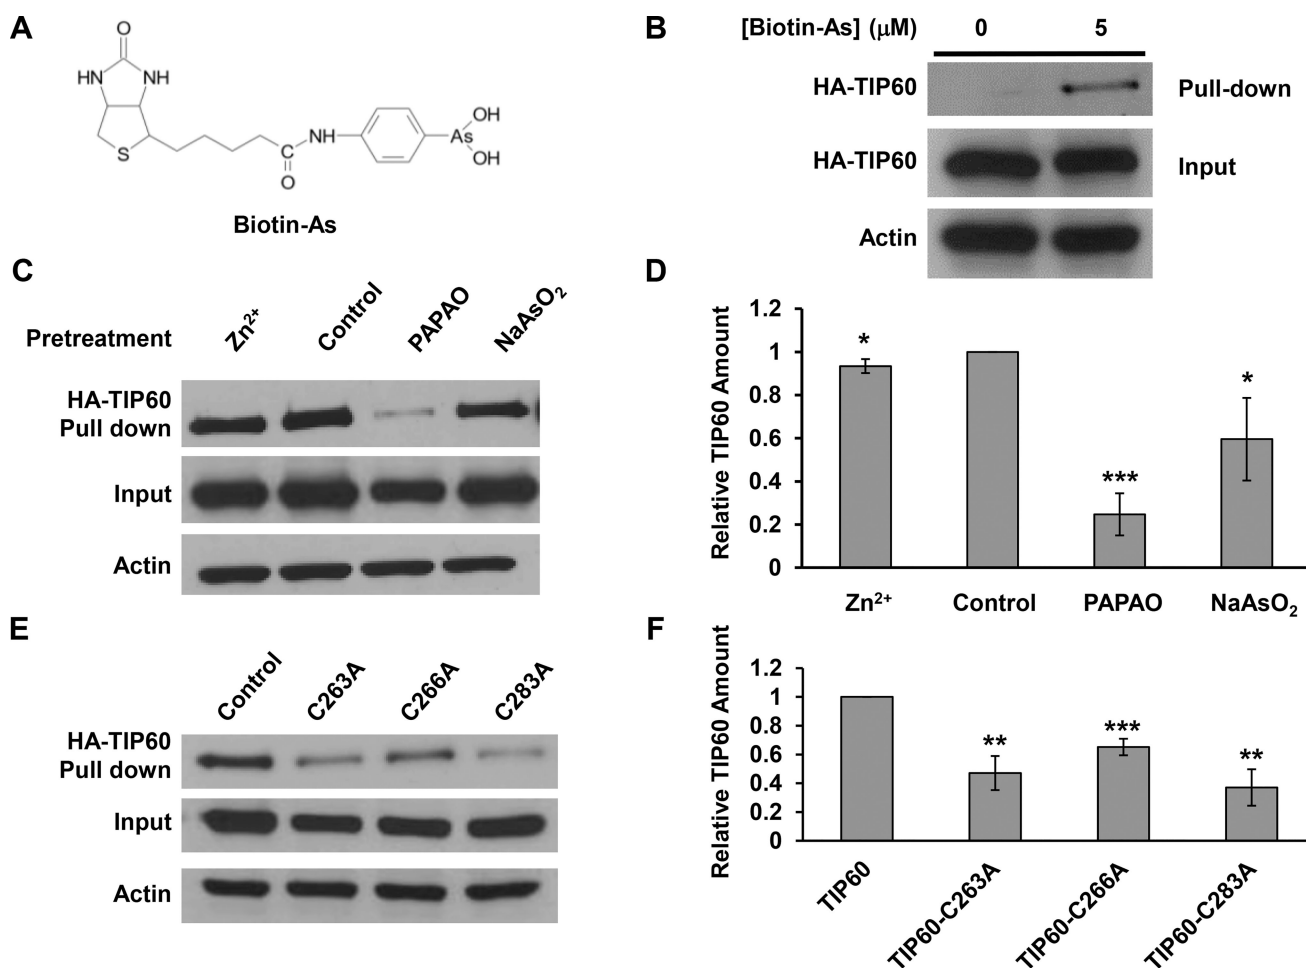 A
O
HN NH
S
C
O
NH
As
OH
OH
Biotin-As
B
[Biotin-As] (μM) 0 5
HA-TIP60 Pull-down
HA-TIP60 Input
Actin
C
Pretreatment Zn²⁺ Control PAPAO NaAsO₂
HA-TIP60
Pull down
Input
Actin
D
Relative TIP60 Amount
1.2
1
0.8
0.6
0.4
0.2
0
* *** *
Zn²⁺ Control PAPAO NaAsO₂
E
Control C263A C266A C283A
HA-TIP60
Pull down
Input
Actin
F
Relative TIP60 Amount
1.2
1
0.8
0.6
0.4
0.2
0
** *** **
TIP60 TIP60-C263A TIP60-C266A TIP60-C283A